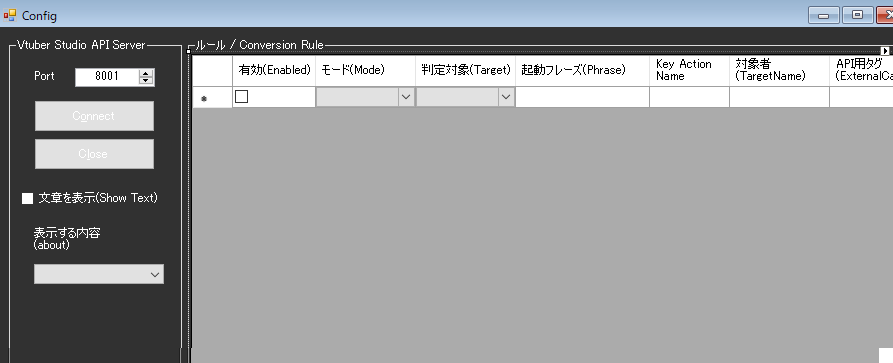 Config
Vtuber Studio API Server
Port
8001
Connect
Close
文章を表示(Show Text)
表示する内容
(about)
ルール / Conversion Rule
有効(Enabled)
モード(Mode)
判定対象(Target)
起動フレーズ(Phrase)
Key Action
Name
対象者
(TargetName)
API用タグ
(ExternalCa